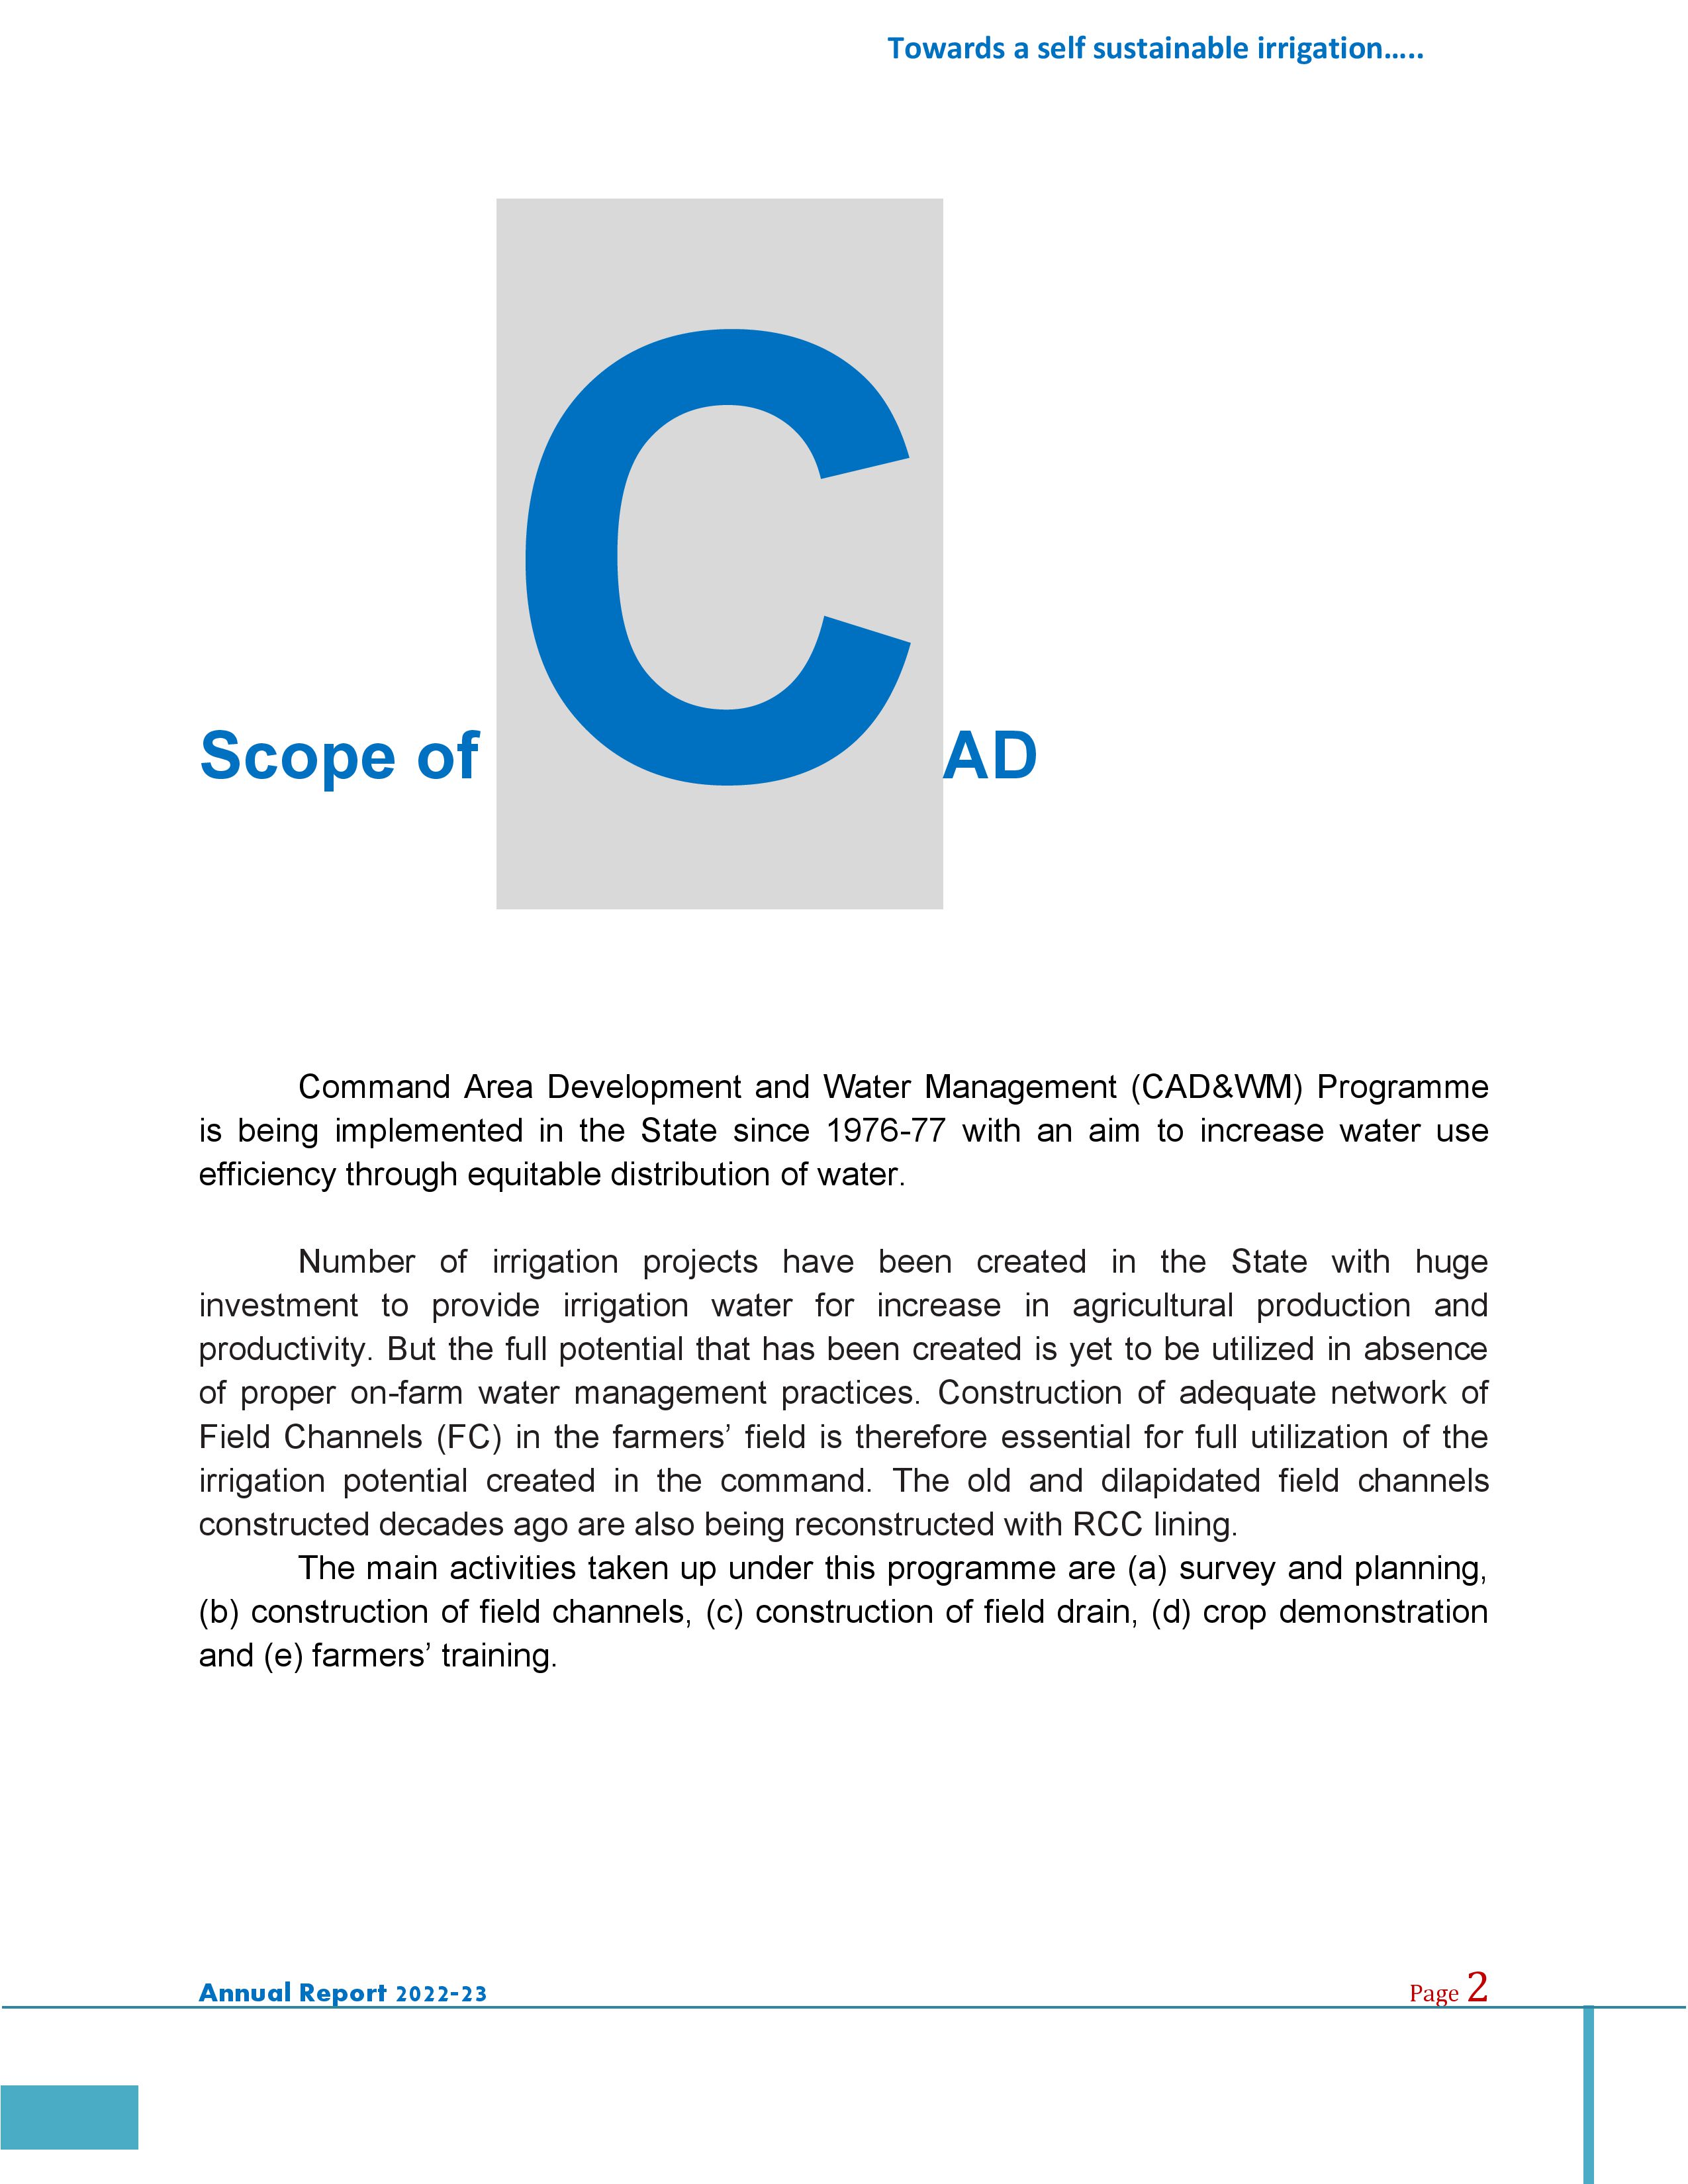 Towards a self sustainable irrigation…..
Scope of CAD
Command Area Development and Water Management (CAD&WM) Programme
is being implemented in the State since 1976-77 with an aim to increase water use
efficiency through equitable distribution of water.
Number of irrigation projects have been created in the State with huge
investment to provide irrigation water for increase in agricultural production and
productivity. But the full potential that has been created is yet to be utilized in absence
of proper on-farm water management practices. Construction of adequate network of
Field Channels (FC) in the farmers’ field is therefore essential for full utilization of the
irrigation potential created in the command. The old and dilapidated field channels
constructed decades ago are also being reconstructed with RCC lining.
The main activities taken up under this programme are (a) survey and planning,
(b) construction of field channels, (c) construction of field drain, (d) crop demonstration
and (e) farmers’ training.
Annual Report 2022-23 Page 2